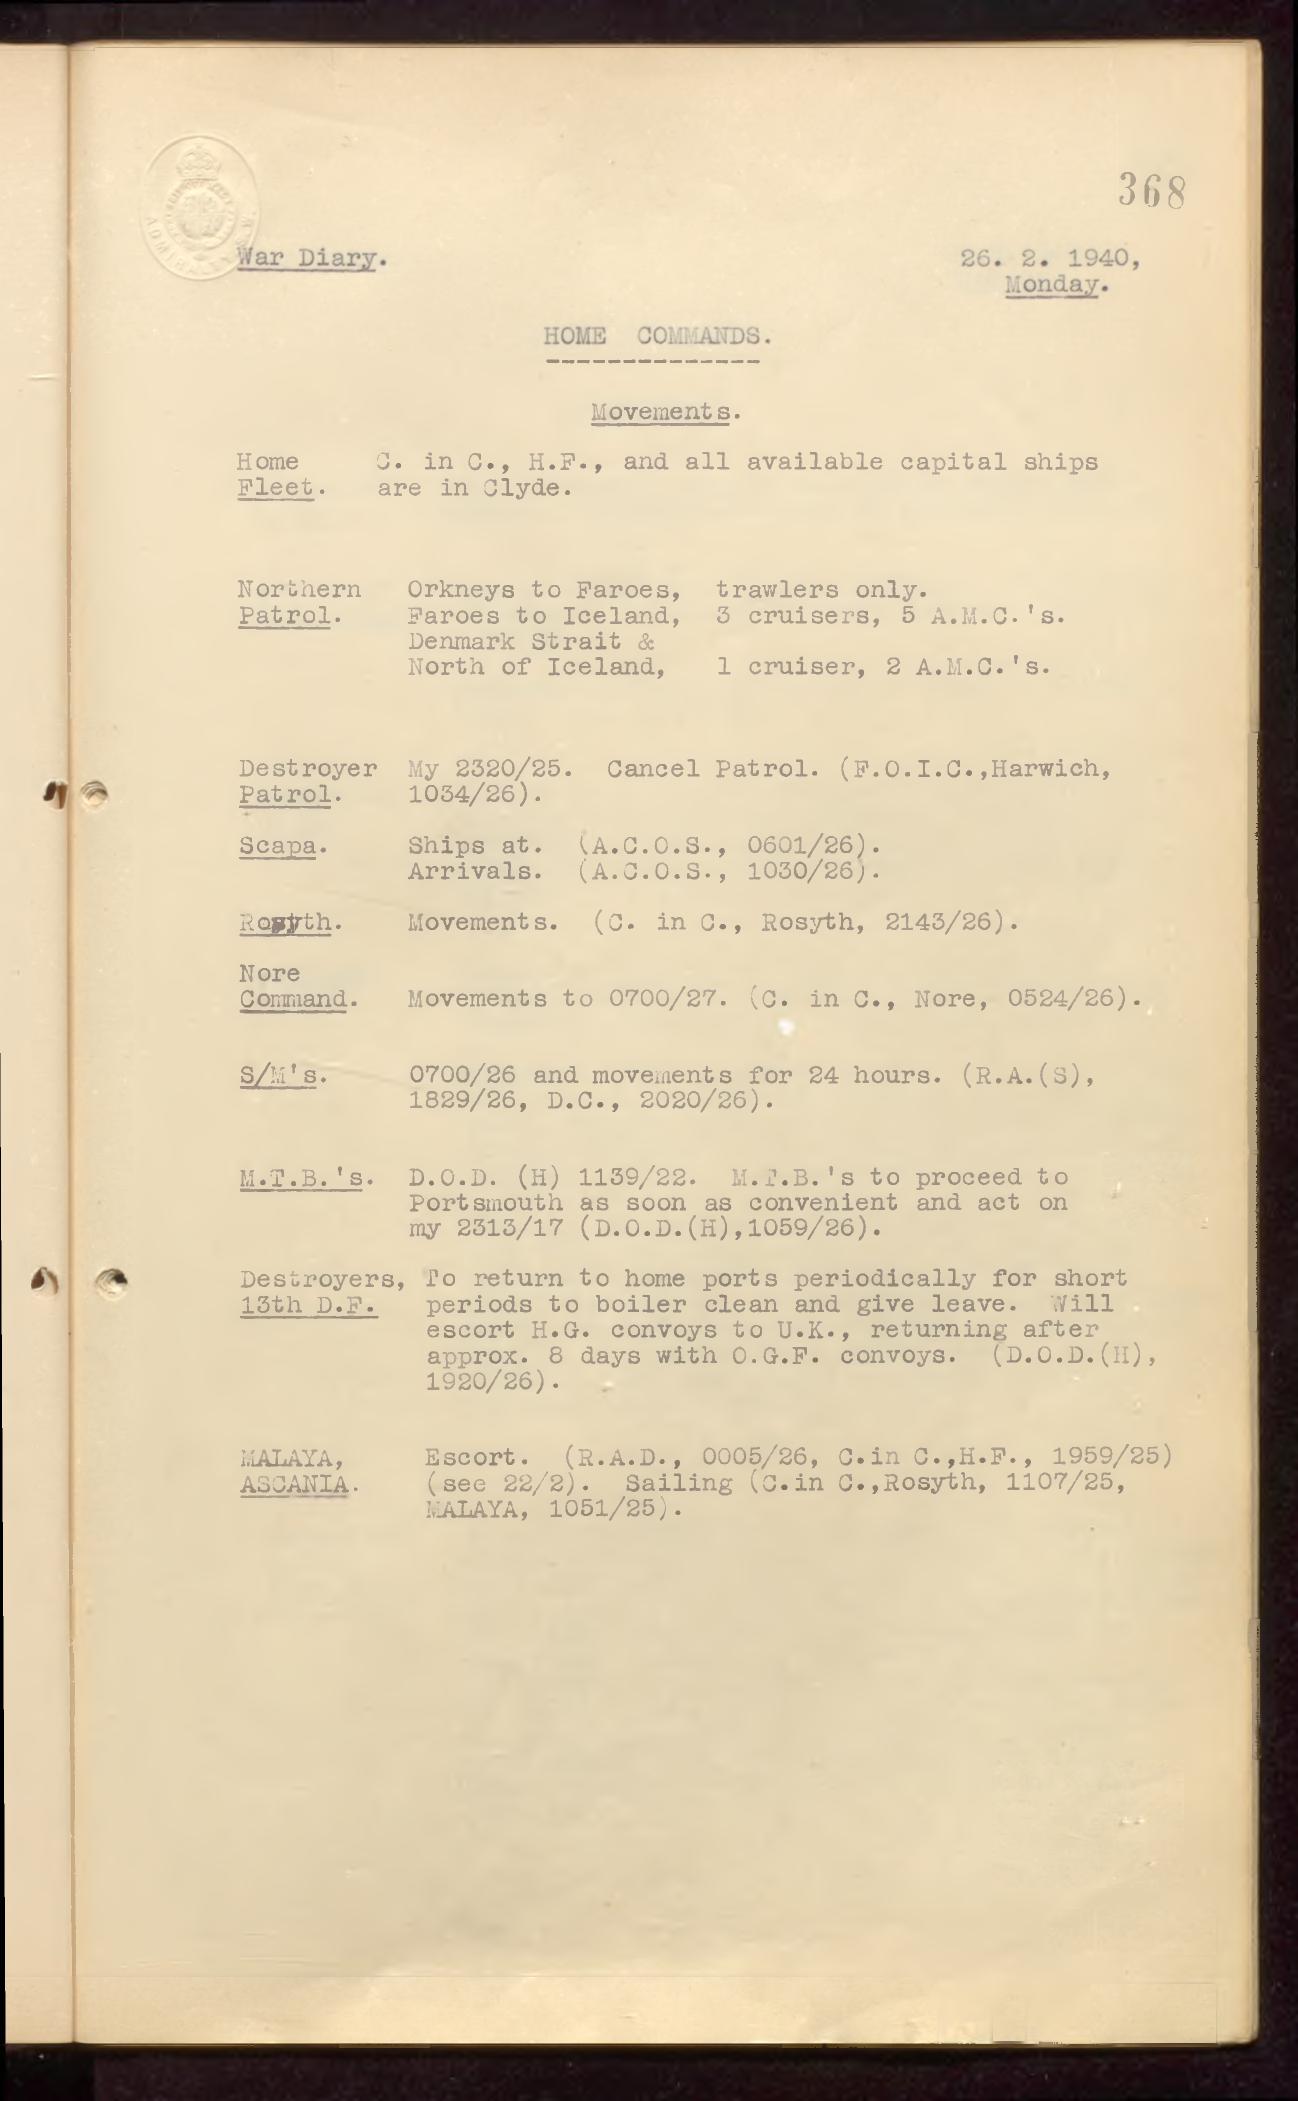 368
War Diary. 26. 2. 1940,
Monday.
HOME COMMANDS.
--------------
Movements.
Home C. in C., H.F., and all available capital ships
Fleet. are in Clyde.
Northern Orkneys to Faroes, trawlers only.
Patrol. Faroes to Iceland, 3 cruisers, 5 A.M.C.'s.
Denmark Strait &
North of Iceland, 1 cruiser, 2 A.M.C.'s.
Destroyer My 2320/25. Cancel Patrol. (F.O.I.C.,Harwich,
Patrol. 1034/26).
Scapa. Ships at. (A.C.O.S., 0601/26).
Arrivals. (A.C.O.S., 1030/26).
Rosyth. Movements. (C. in C., Rosyth, 2143/26).
Nore
Command. Movements to 0700/27. (C. in C., Nore, 0524/26).
S/M's. 0700/26 and movements for 24 hours. (R.A.(S),
1829/26, D.C., 2020/26).
M.T.B.'s. D.O.D. (H) 1139/22. M.T.B.'s to proceed to
Portsmouth as soon as convenient and act on
my 2313/17 (D.O.D.(H),1059/26).
Destroyers, To return to home ports periodically for short
13th D.F. periods to boiler clean and give leave. Will
escort H.G. convoys to U.K., returning after
approx. 8 days with O.G.F. convoys. (D.O.D.(H),
1920/26).
MALAYA, Escort. (R.A.D., 0005/26, C.in C.,H.F., 1959/25)
ASCANIA. (see 22/2). Sailing (C.in C.,Rosyth, 1107/25,
MALAYA, 1051/25).